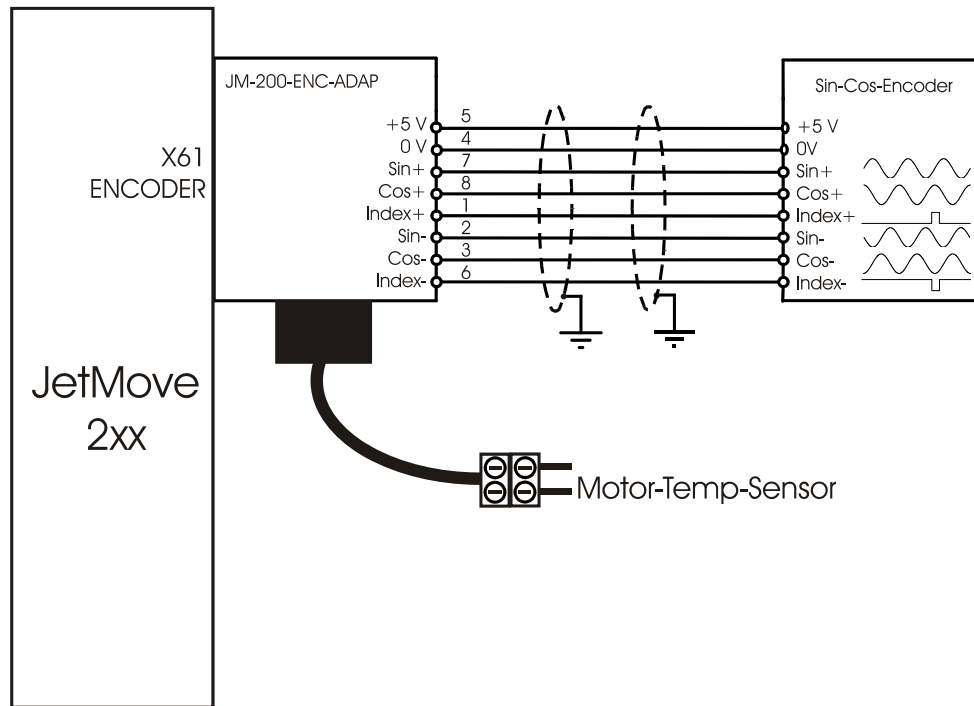 JM-200-ENC-ADAP
X61
ENCODER
+5 V
0 V
Sin+
Cos+
Index+
Sin-
Cos-
Index-
5
4
7
8
1
2
3
6
Sin-Cos-Encoder
+5 V
0V
Sin+
Cos+
Index+
Sin-
Cos-
Index-
JetMove
2xx
Motor-Temp-Sensor